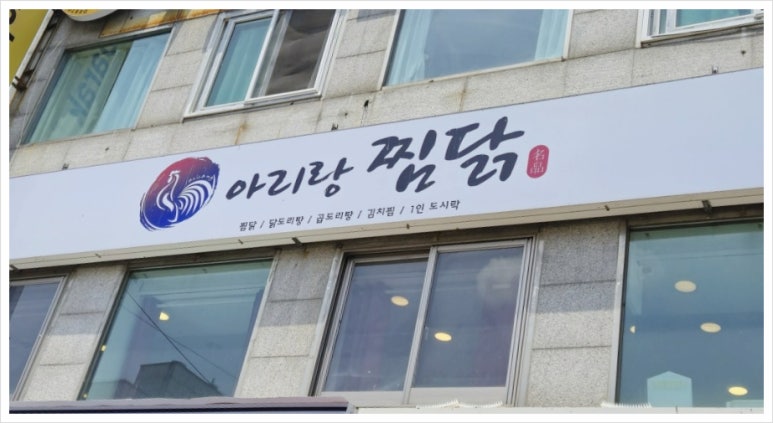 아리랑 찜닭 名品
찜닭 / 닭도리탕 / 곱도리탕 / 김치찜 / 1인 도시락